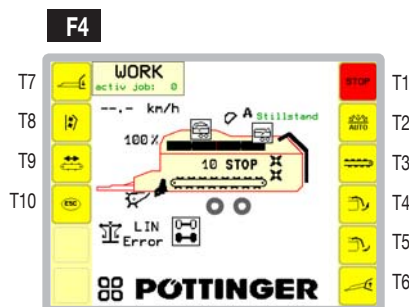 F4
T7
T8
T9
T10
WORK
activ job: 0
--.- km/h
A Stillstand
100%
10 STOP
LIN
Error
ESC
PÖTTINGER
STOP
AUTO
T1
T2
T3
T4
T5
T6